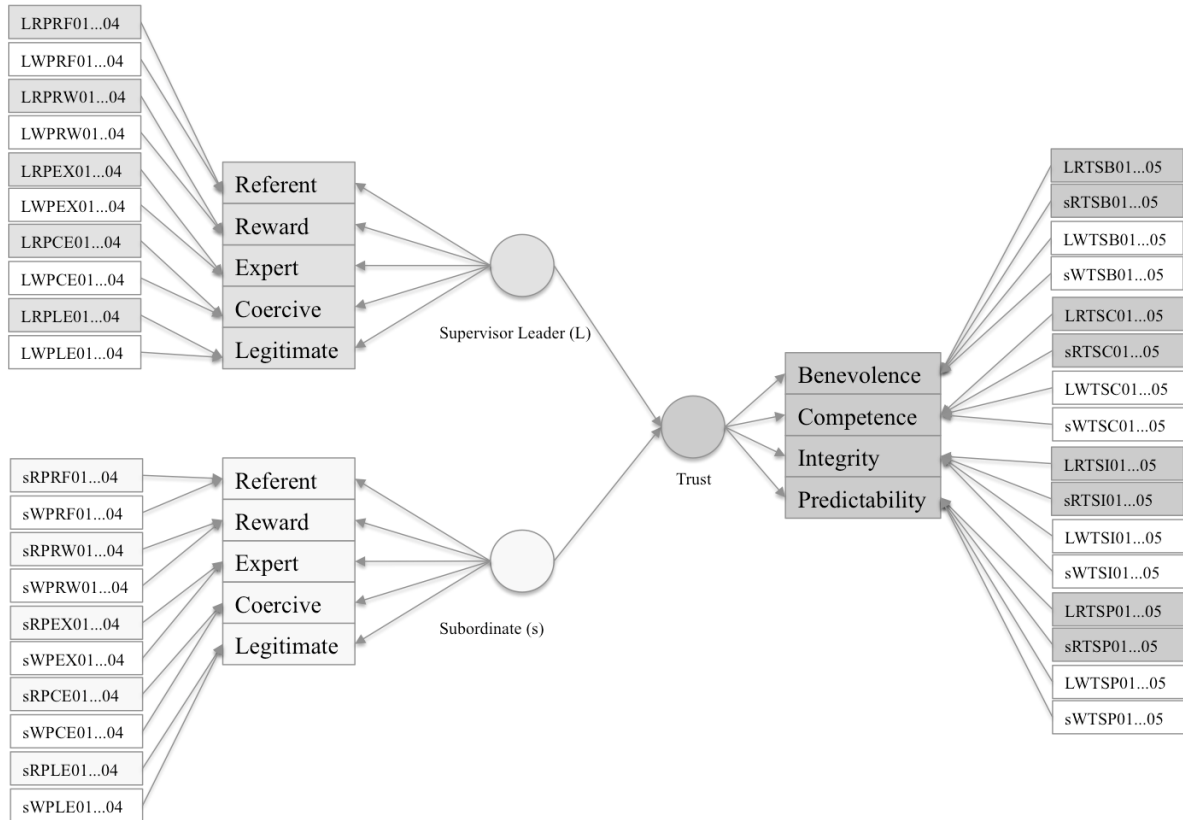 LRPRF01...04
LWPRF01...04
LRPRW01...04
LWPRW01..04
LRPEX01...04
LWPEX01...04
LRPCE01...04
LWPCE01...04
LRPLE01...04
LWPLE01...04
Referent
Reward
Expert
Coercive
Legitimate
Supervisor Leader (L)
sRPRF01...04
sWPRF01...04
sRPRW01...04
sWPRW01...04
sRPEX01...04
sWPEX01...04
sRPCE01...04
sWPCE01...04
sRPLE01...04
sWPLE01...04
Referent
Reward
Expert
Coercive
Legitimate
Subordinate (s)
Trust
Benevolence
Competence
Integrity
Predictability
LRTSB01...05
sRTSB01...05
LWTSB01...05
sWTSB01...05
LRTSC01...05
sRTSC01...05
LWTSC01...05
sWTSC01...05
LRTSI01...05
sRTSI01...05
LWTSI01...05
sWTSI01...05
LRTSP01...05
sRTSP01...05
LWTSP01...05
sWTSP01...05